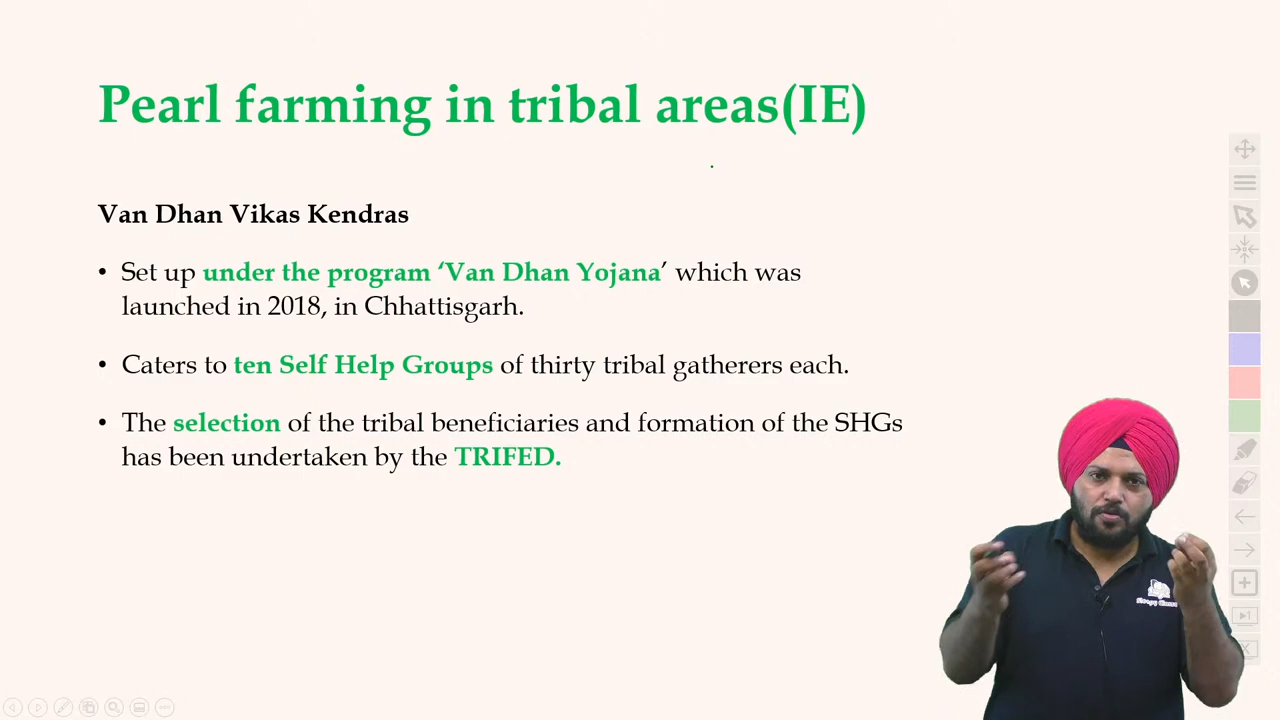 Pearl farming in tribal areas(IE)
Van Dhan Vikas Kendras
• Set up under the program ‘Van Dhan Yojana’ which was
launched in 2018, in Chhattisgarh.
• Caters to ten Self Help Groups of thirty tribal gatherers each.
• The selection of the tribal beneficiaries and formation of the SHGs
has been undertaken by the TRIFED.